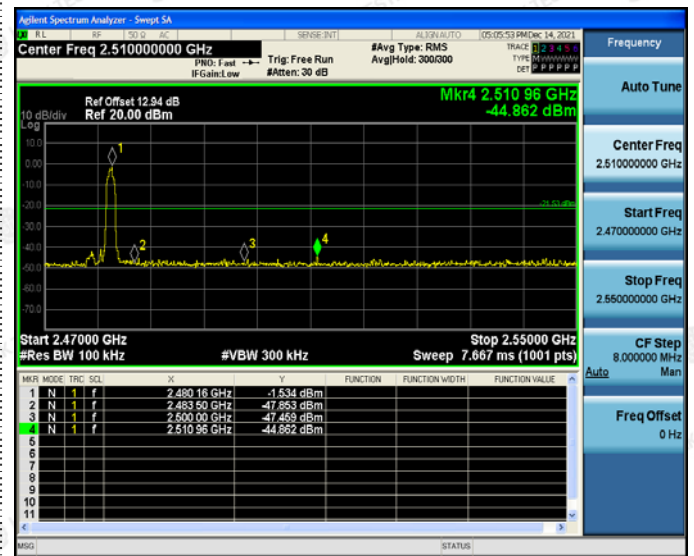 Agilent Spectrum Analyzer - Swept SA
RL RF 50 Ω AC SENSE:INT ALIGN AUTO 05:05:53 PM Dec 14, 2021
Center Freq 2.510000000 GHz #Avg Type: RMS TRACE 1 2 3 4 5 6
PNO: Fast Trig: Free Run Avg|Hold: 300/300 TYPE M
IFGain:Low #Atten: 30 dB DET P P P P P P
Mkr4 2.510 96 GHz
Ref Offset 12.94 dB
10 dB/div Ref 20.00 dBm -44.862 dBm
Log
10.0
1
0.00
-10.0
-20.0
-21.53 dBm
-30.0
-40.0
2 3 4
-50.0
-60.0
-70.0
Start 2.47000 GHz Stop 2.55000 GHz
#Res BW 100 kHz #VBW 300 kHz Sweep 7.667 ms (1001 pts)
MKR MODE TRC SCL X Y FUNCTION FUNCTION WIDTH FUNCTION VALUE
1 N 1 f 2.480 16 GHz -1.534 dBm
2 N 1 f 2.483 50 GHz -47.853 dBm
3 N 1 f 2.500 00 GHz -47.459 dBm
4 N 1 f 2.510 96 GHz -44.862 dBm
5
6
7
8
9
10
11
MSG STATUS
Frequency
Auto Tune
Center Freq
2.510000000 GHz
Start Freq
2.470000000 GHz
Stop Freq
2.550000000 GHz
CF Step
8.000000 MHz
Auto Man
Freq Offset
0 Hz